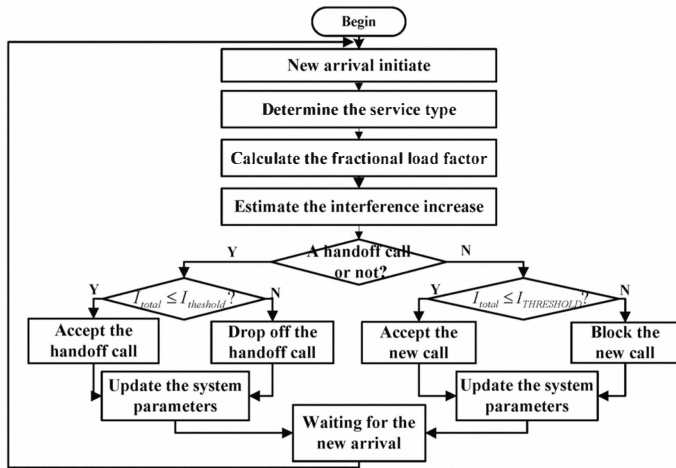 Begin
New arrival initiate
Determine the service type
Calculate the fractional load factor
Estimate the interference increase
A handoff call
or not?
Y
N
Y
I_total ≤ I_theshold?
N
Y
I_total ≤ I_THRESHOLD?
N
Accept the
handoff call
Drop off the
handoff call
Accept the
new call
Block the
new call
Update the system
parameters
Update the system
parameters
Waiting for the
new arrival